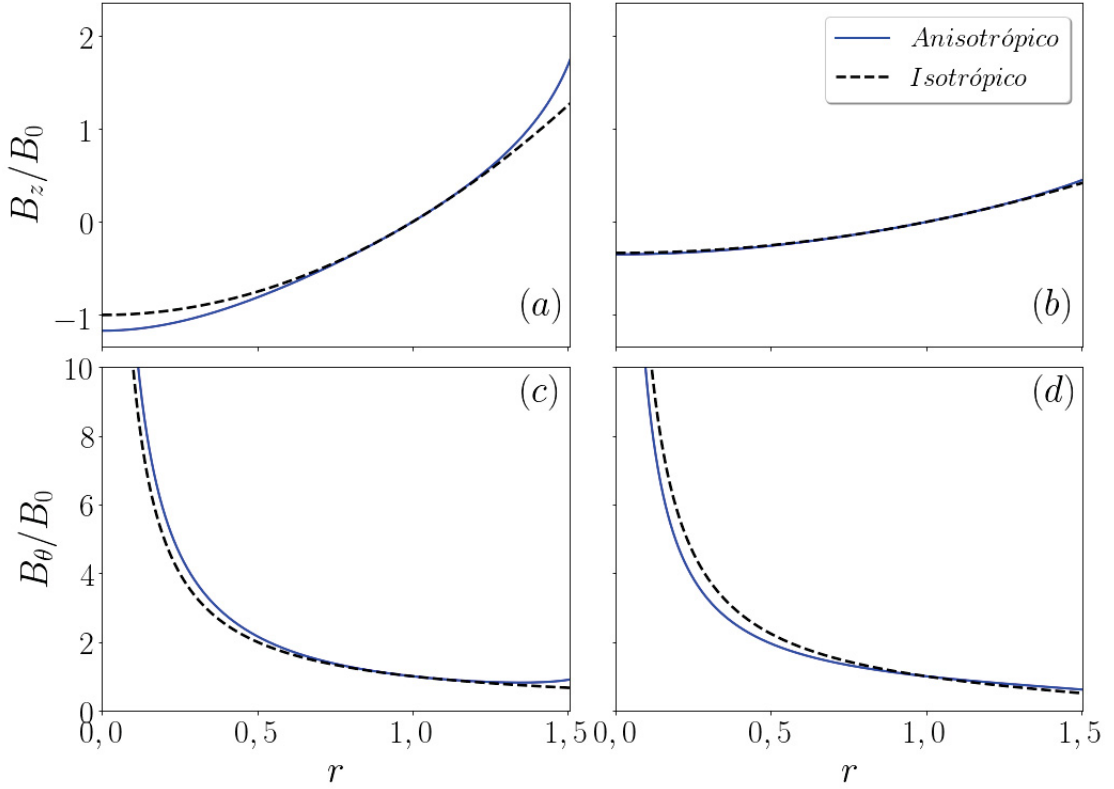 2
1
0
−1
B_z/B_0
(a)
Anisotrópico
Isotrópico
(b)
10
8
6
4
2
0
B_θ/B_0
(c)
(d)
0,0 0,5 1,0 1,5
0,0 0,5 1,0 1,5
r
r